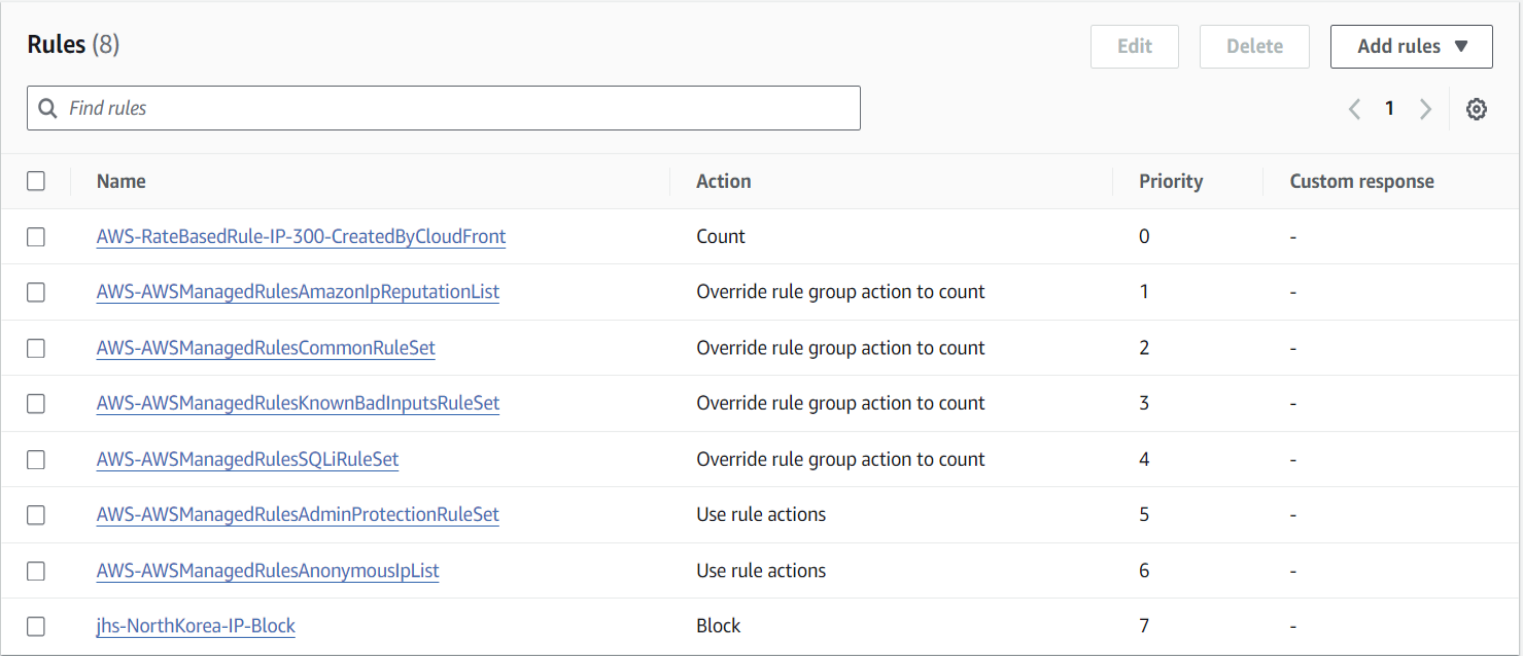 Rules (8) Edit Delete Add rules ▼
Find rules 1
Name Action Priority Custom response
AWS-RateBasedRule-IP-300-CreatedByCloudFront Count 0 -
AWS-AWSManagedRulesAmazonIpReputationList Override rule group action to count 1 -
AWS-AWSManagedRulesCommonRuleSet Override rule group action to count 2 -
AWS-AWSManagedRulesKnownBadInputsRuleSet Override rule group action to count 3 -
AWS-AWSManagedRulesSQLiRuleSet Override rule group action to count 4 -
AWS-AWSManagedRulesAdminProtectionRuleSet Use rule actions 5 -
AWS-AWSManagedRulesAnonymousIpList Use rule actions 6 -
jhs-NorthKorea-IP-Block Block 7 -